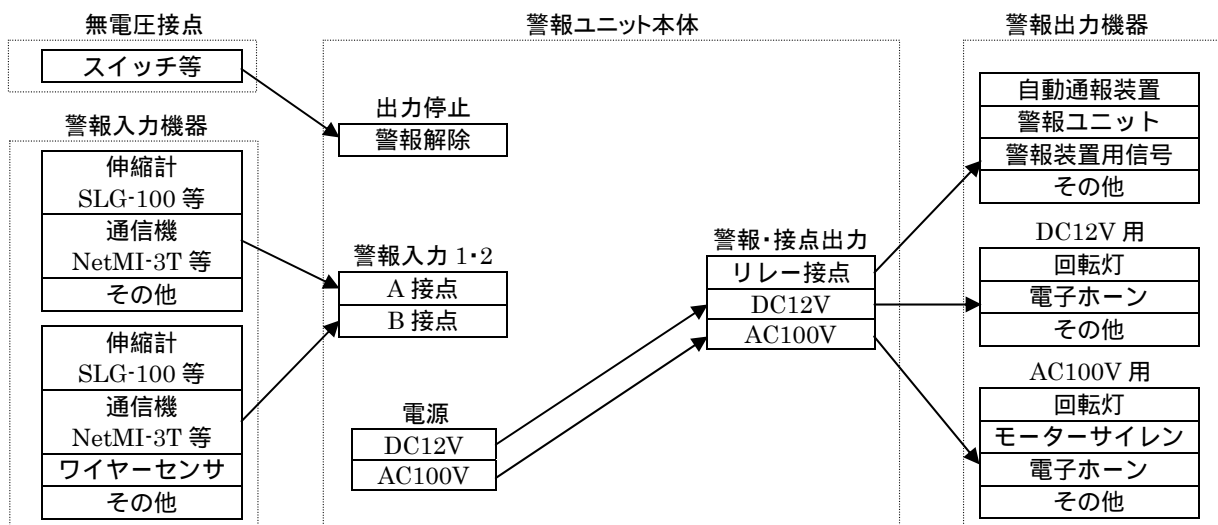 無電圧接点
スイッチ等
警報入力機器
伸縮計
SLG-100 等
通信機
NetMI-3T 等
その他
伸縮計
SLG-100 等
通信機
NetMI-3T 等
ワイヤーセンサ
その他
警報ユニット本体
出力停止
警報解除
警報入力 1・2
A 接点
B 接点
電源
DC12V
AC100V
警報・接点出力
リレー接点
DC12V
AC100V
警報出力機器
自動通報装置
警報ユニット
警報装置用信号
その他
DC12V 用
回転灯
電子ホーン
その他
AC100V 用
回転灯
モーターサイレン
電子ホーン
その他